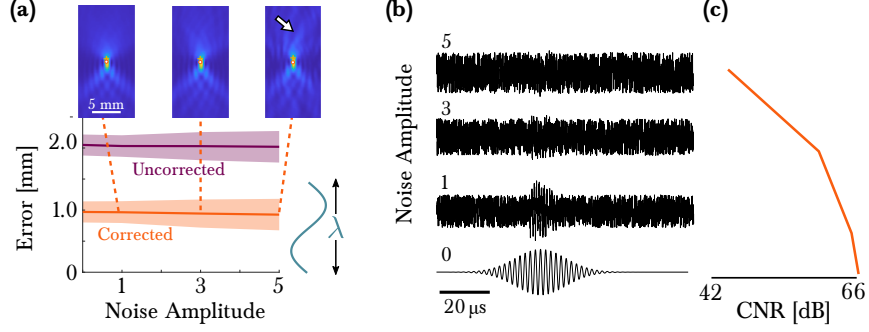 (a)
5 mm
2.0
1.0
0
Error [mm]
Uncorrected
Corrected
λ
1
3
5
Noise Amplitude
(b)
Noise Amplitude
5
3
1
0
20 μs
(c)
42
66
CNR [dB]